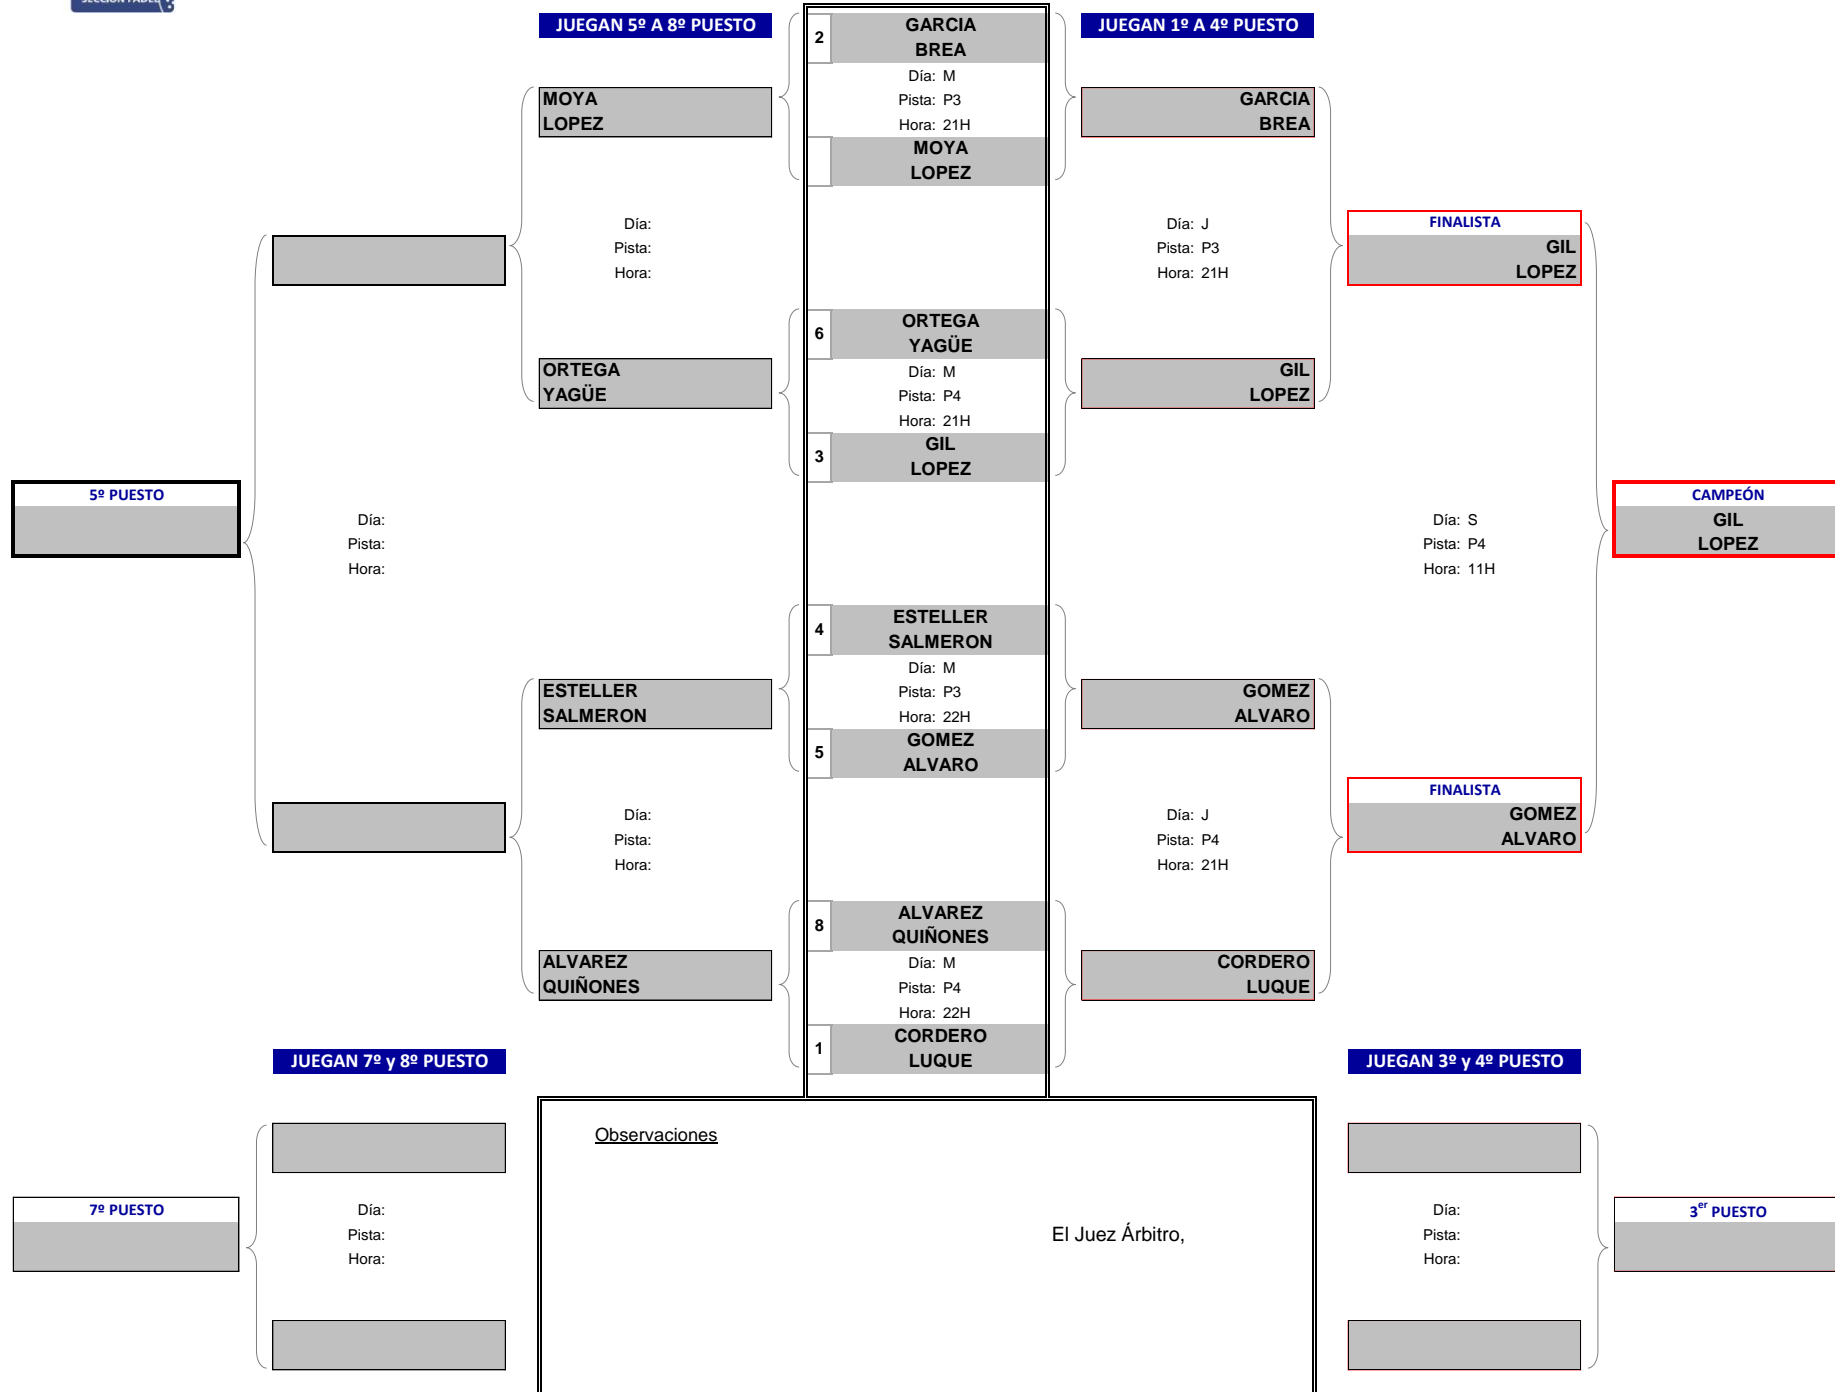 SECCIÓN PADEL
JUEGAN 5º A 8º PUESTO
2
GARCIA
BREA
JUEGAN 1º A 4º PUESTO
Día: M
MOYA
LOPEZ
Pista: P3
GARCIA
BREA
Hora: 21H
MOYA
LOPEZ
Día:
Pista:
Hora:
Día: J
Pista: P3
Hora: 21H
FINALISTA
GIL
LOPEZ
6
ORTEGA
YAGÜE
ORTEGA
YAGÜE
Día: M
Pista: P4
Hora: 21H
GIL
LOPEZ
3
GIL
LOPEZ
5º PUESTO
Día:
Pista:
Hora:
Día: S
Pista: P4
Hora: 11H
CAMPEÓN
GIL
LOPEZ
4
ESTELLER
SALMERON
ESTELLER
SALMERON
Día: M
Pista: P3
Hora: 22H
GOMEZ
ALVARO
5
GOMEZ
ALVARO
Día:
Pista:
Hora:
Día: J
Pista: P4
Hora: 21H
FINALISTA
GOMEZ
ALVARO
8
ALVAREZ
QUIÑONES
ALVAREZ
QUIÑONES
Día: M
Pista: P4
Hora: 22H
CORDERO
LUQUE
1
CORDERO
LUQUE
JUEGAN 7º y 8º PUESTO
JUEGAN 3º y 4º PUESTO
Observaciones
7º PUESTO
Día:
Pista:
Hora:
El Juez Árbitro,
Día:
Pista:
Hora:
3er PUESTO